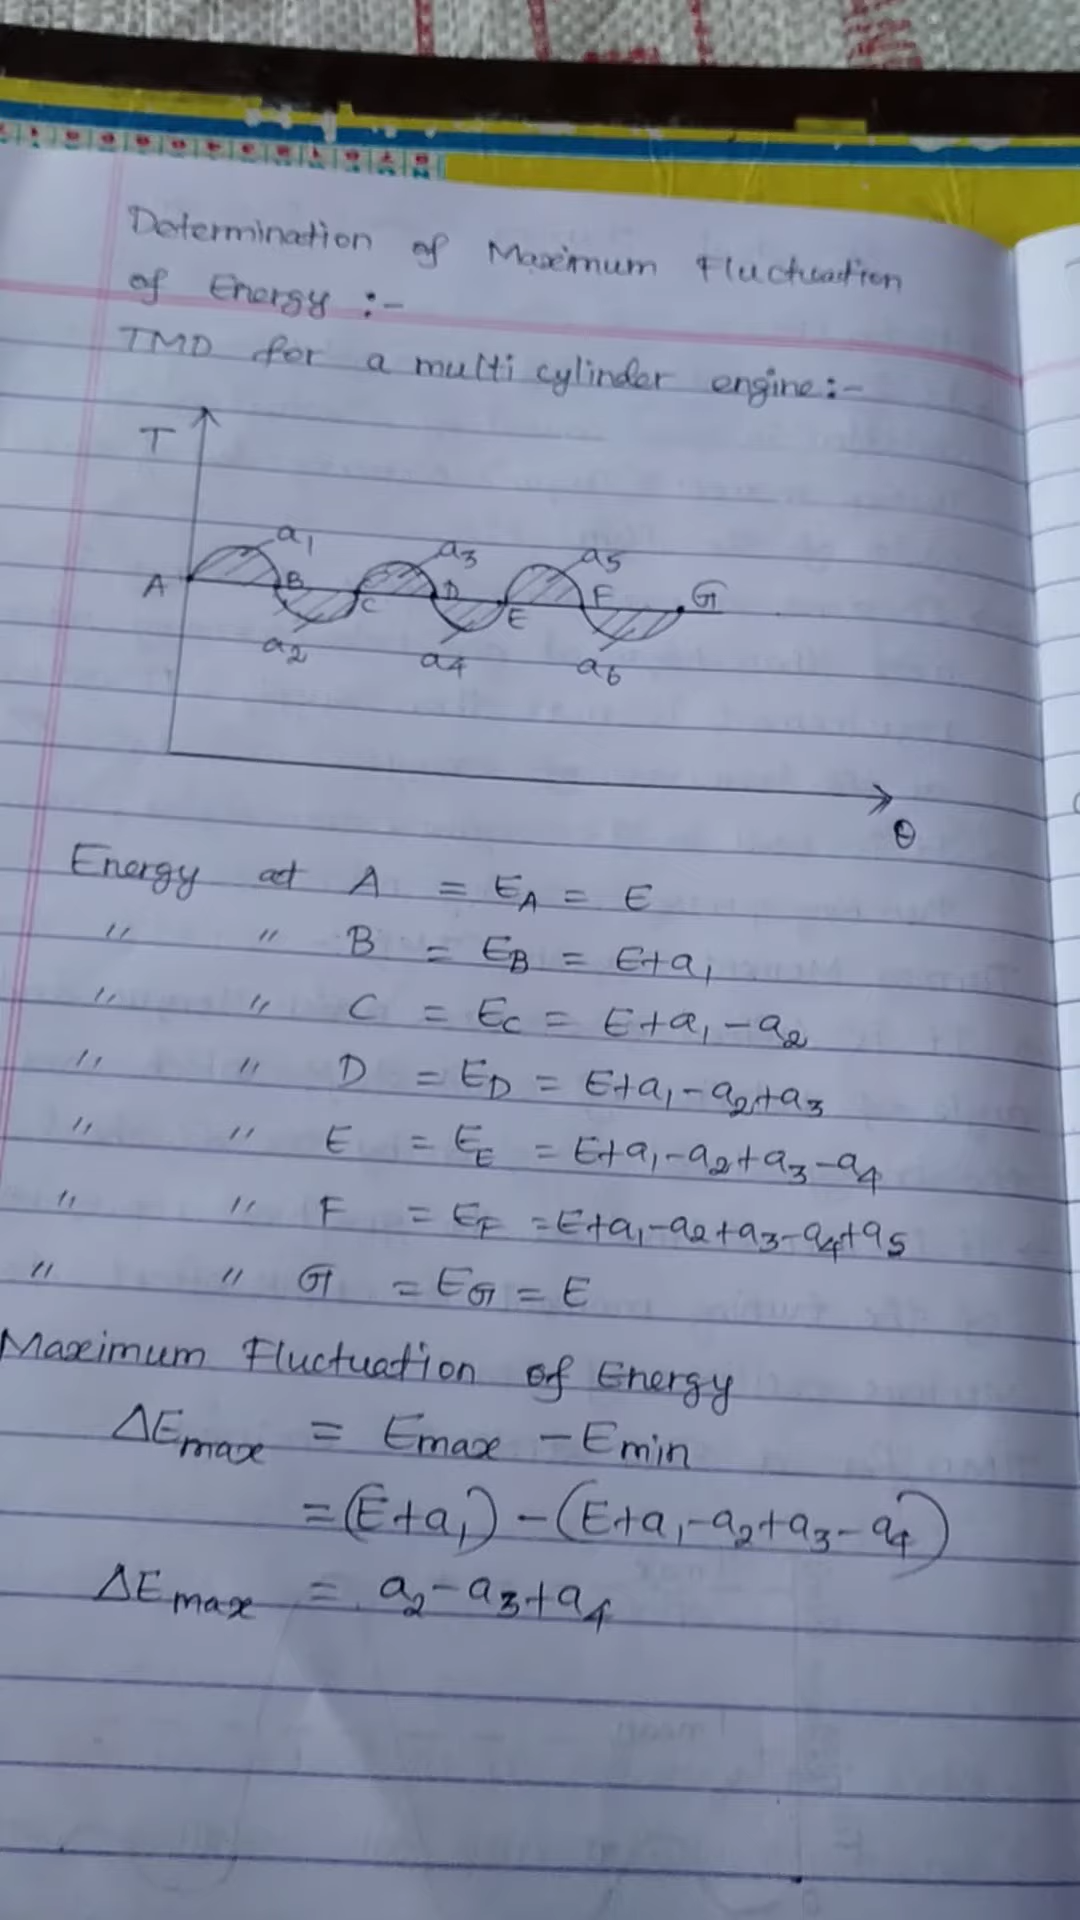 Determination of Maximum Fluctuation
of Energy :-
TMD for a multi cylinder engine:-
T
a1
a3
a5
A
B
C
D
E
F
G
a2
a4
a6
θ
Energy at A = EA = E
〃 〃 B = EB = E+a1
〃 〃 C = EC = E+a1-a2
〃 〃 D = ED = E+a1-a2+a3
〃 〃 E = EE = E+a1-a2+a3-a4
〃 〃 F = EF = E+a1-a2+a3-a4+a5
〃 〃 G = EG = E
Maximum Fluctuation of Energy
ΔEmax = Emax - Emin
= (E+a1) - (E+a1-a2+a3-a4)
ΔEmax = a2-a3+a4